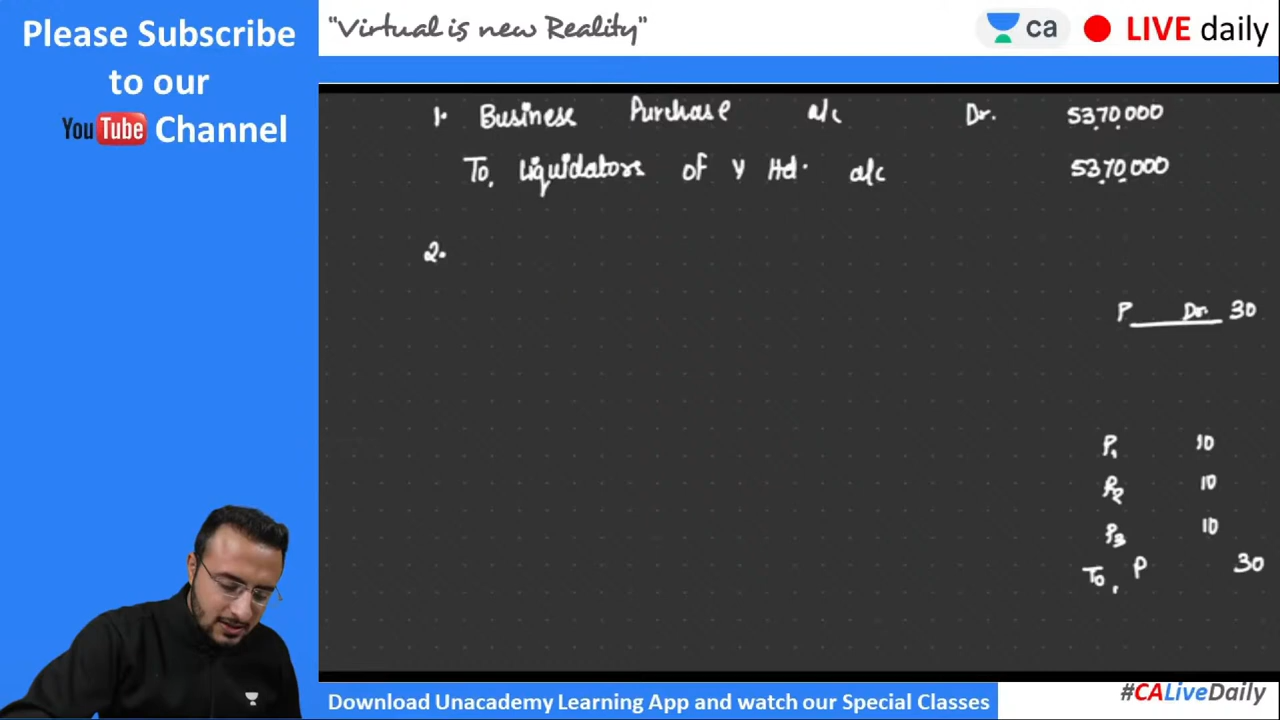 Please Subscribe
to our
YouTube Channel
"Virtual is new Reality"
ca
LIVE daily
1. Business Purchase a/c Dr. 5370000
To, Liquidators of Y Ltd. a/c 5370000
2.
P Dr. 30
P1 10
P2 10
P3 10
To, P 30
Download Unacademy Learning App and watch our Special Classes
#CALiveDaily